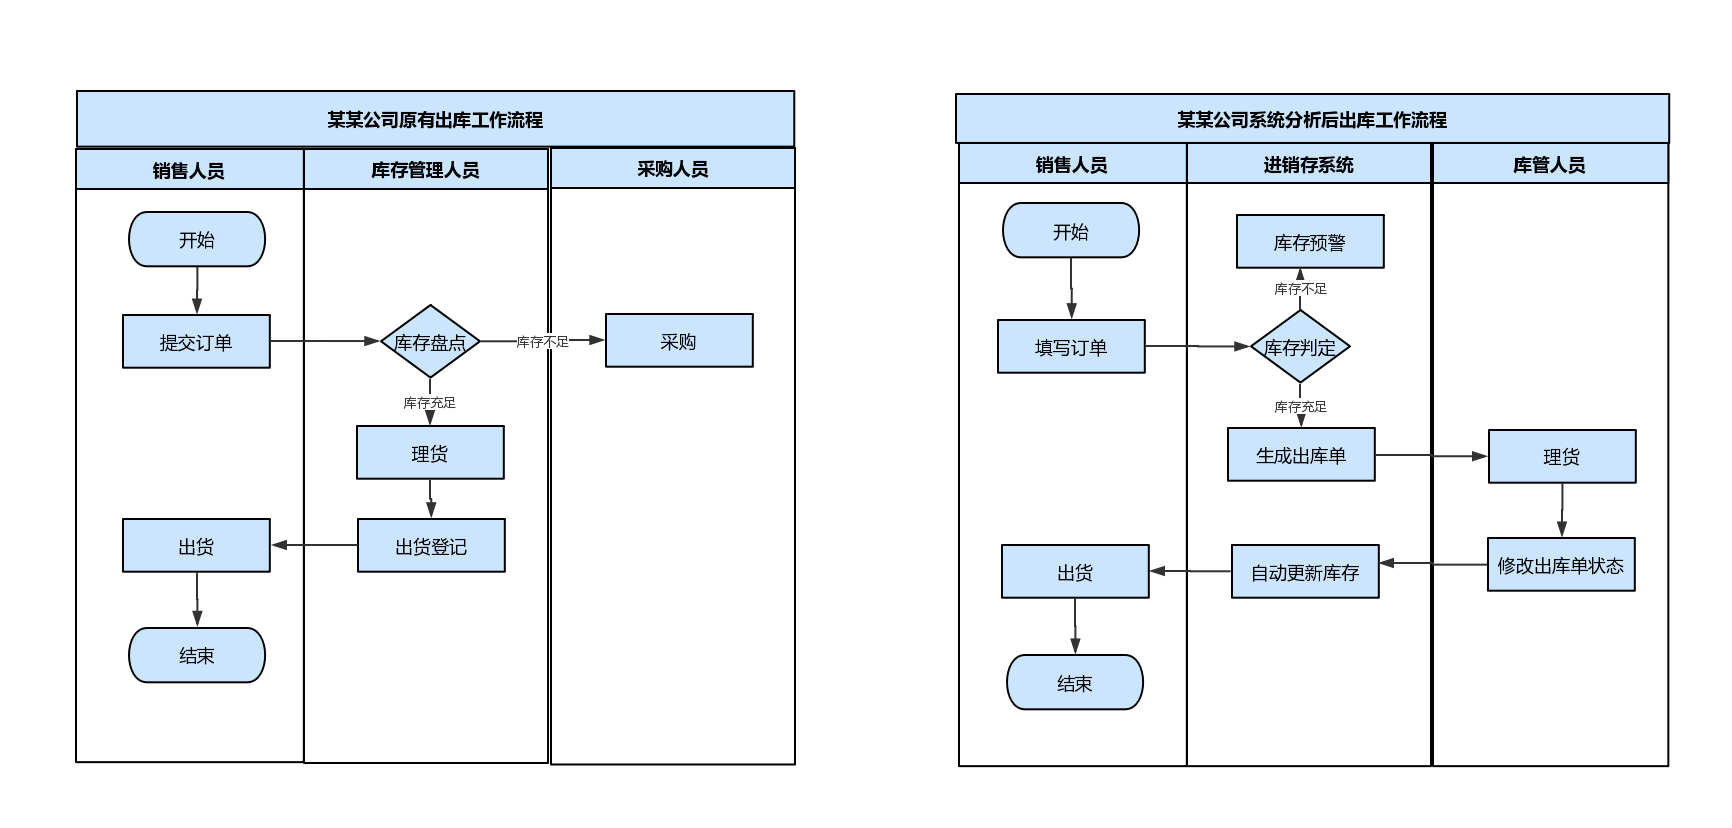 某某公司原有出库工作流程
销售人员
库存管理人员
采购人员
开始
提交订单
库存盘点
库存不足
采购
库存充足
理货
出货
出货登记
结束
某某公司系统分析后出库工作流程
销售人员
进销存系统
库管人员
开始
库存预警
库存不足
填写订单
库存判定
库存充足
生成出库单
理货
出货
自动更新库存
修改出库单状态
结束